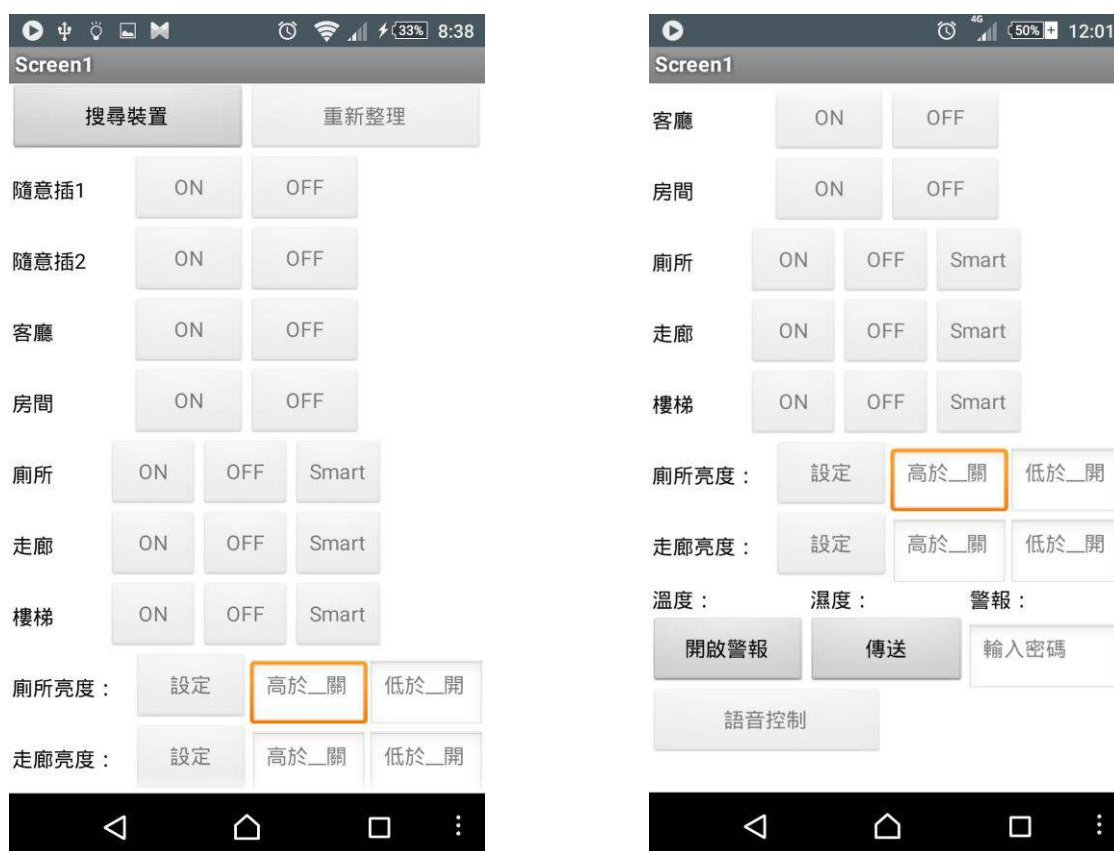 33% 8:38
Screen1
搜尋裝置 重新整理
隨意插1 ON OFF
隨意插2 ON OFF
客廳 ON OFF
房間 ON OFF
廁所 ON OFF Smart
走廊 ON OFF Smart
樓梯 ON OFF Smart
廁所亮度： 設定 高於__關 低於__開
走廊亮度： 設定 高於__關 低於__開
4G 50% 12:01
Screen1
客廳 ON OFF
房間 ON OFF
廁所 ON OFF Smart
走廊 ON OFF Smart
樓梯 ON OFF Smart
廁所亮度： 設定 高於__關 低於__開
走廊亮度： 設定 高於__關 低於__開
溫度： 濕度： 警報：
開啟警報 傳送 輸入密碼
語音控制